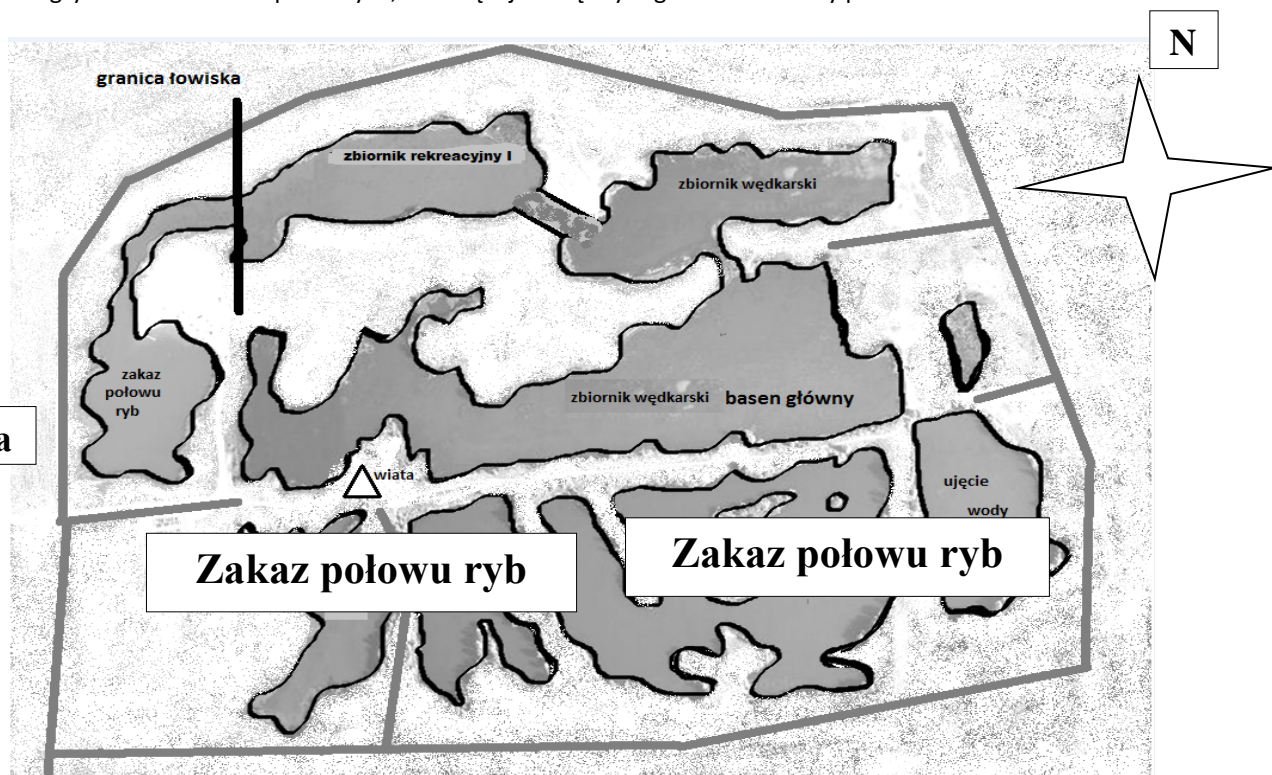 N
granica łowiska
zbiornik rekreacyjny I
zbiornik wędkarski
zakaz
połowu
ryb
zbiornik wędkarski basen główny
a
wiata
ujęcie
wody
Zakaz połowu ryb
Zakaz połowu ryb